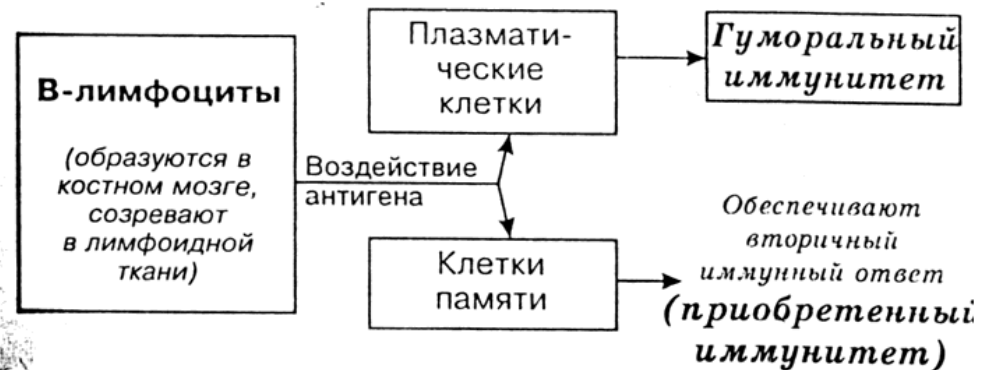 В-лимфоциты
(образуются в
костном мозге,
созревают
в лимфоидной
ткани)
Воздействие
антигена
Плазмати-
ческие
клетки
Гуморальный
иммунитет
Клетки
памяти
Обеспечивают
вторичный
иммунный ответ
(приобретенный
иммунитет)